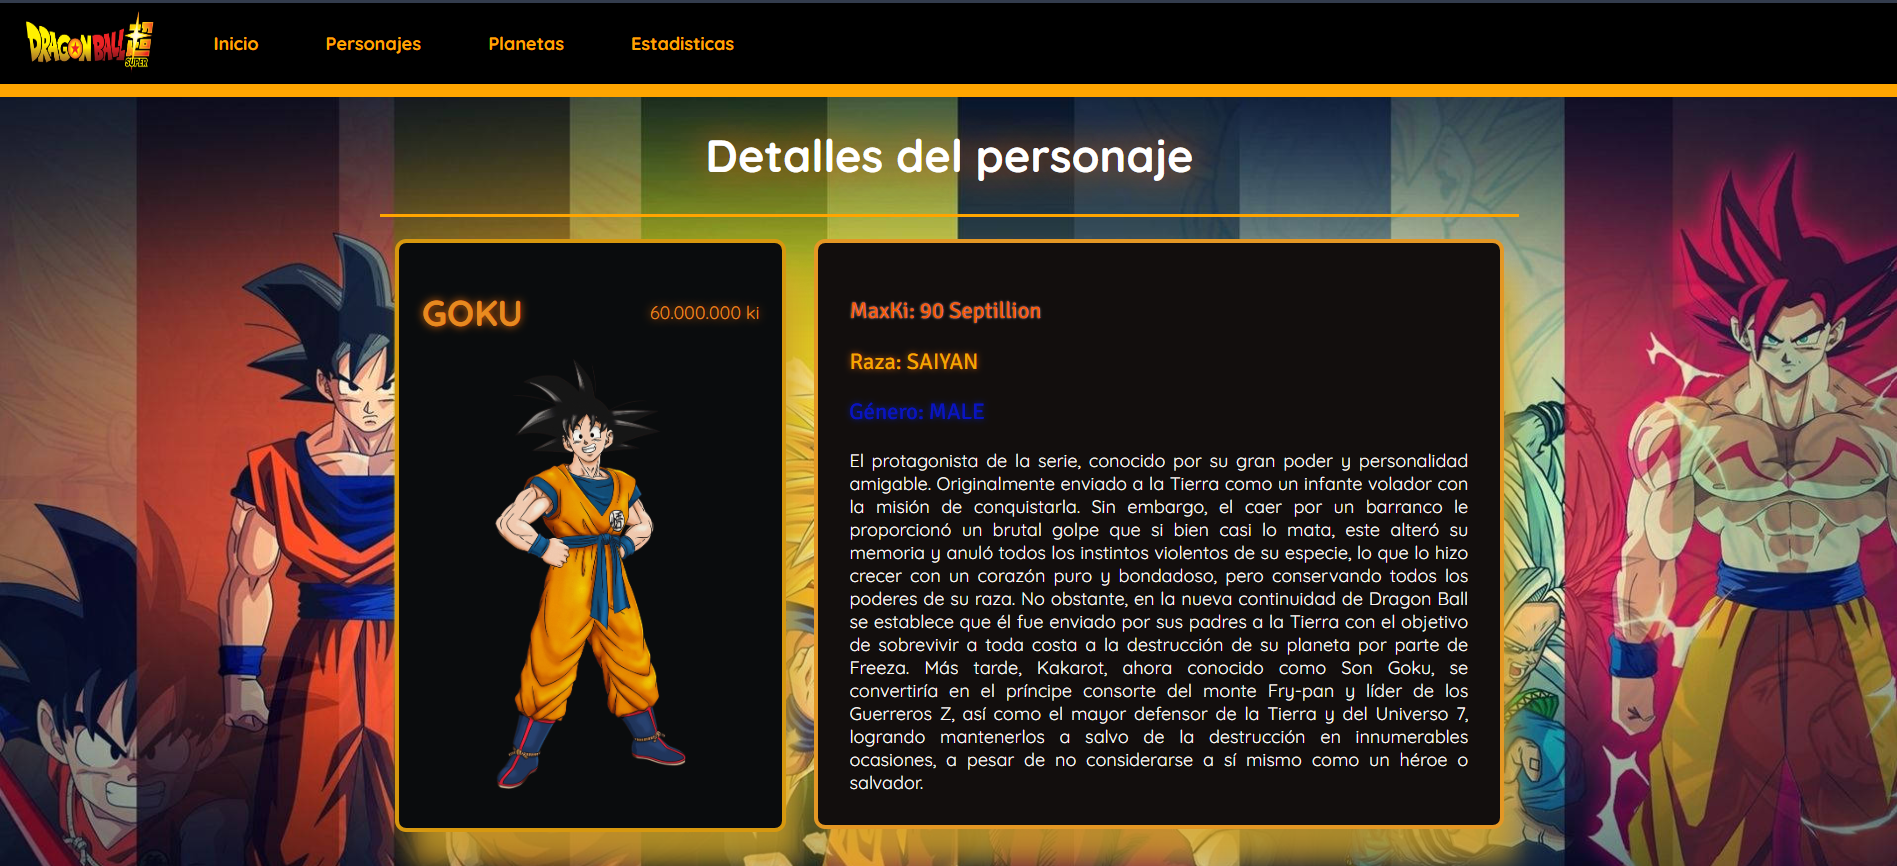 DRAGON BALL 超 SUPER
Inicio Personajes Planetas Estadisticas
Detalles del personaje
GOKU 60.000.000 ki
MaxKi: 90 Septillion
Raza: SAIYAN
Género: MALE
El protagonista de la serie, conocido por su gran poder y personalidad
amigable. Originalmente enviado a la Tierra como un infante volador con
la misión de conquistarla. Sin embargo, el caer por un barranco le
proporcionó un brutal golpe que si bien casi lo mata, este alteró su
memoria y anuló todos los instintos violentos de su especie, lo que lo hizo
crecer con un corazón puro y bondadoso, pero conservando todos los
poderes de su raza. No obstante, en la nueva continuidad de Dragon Ball
se establece que él fue enviado por sus padres a la Tierra con el objetivo
de sobrevivir a toda costa a la destrucción de su planeta por parte de
Freeza. Más tarde, Kakarot, ahora conocido como Son Goku, se
convertiría en el príncipe consorte del monte Fry-pan y líder de los
Guerreros Z, así como el mayor defensor de la Tierra y del Universo 7,
logrando mantenerlos a salvo de la destrucción en innumerables
ocasiones, a pesar de no considerarse a sí mismo como un héroe o
salvador.